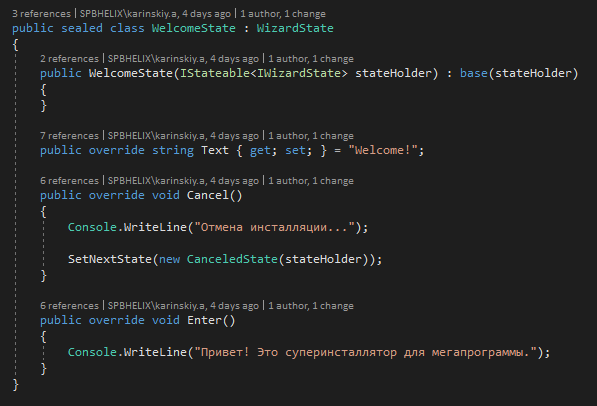 3 references | SPBHELIX\karinskiy.a, 4 days ago | 1 author, 1 change
public sealed class WelcomeState : WizardState
{
2 references | SPBHELIX\karinskiy.a, 4 days ago | 1 author, 1 change
public WelcomeState(IStateable<IWizardState> stateHolder) : base(stateHolder)
{
}
7 references | SPBHELIX\karinskiy.a, 4 days ago | 1 author, 1 change
public override string Text { get; set; } = "Welcome!";
6 references | SPBHELIX\karinskiy.a, 4 days ago | 1 author, 1 change
public override void Cancel()
{
Console.WriteLine("Отмена инсталляции...");
SetNextState(new CanceledState(stateHolder));
}
6 references | SPBHELIX\karinskiy.a, 4 days ago | 1 author, 1 change
public override void Enter()
{
Console.WriteLine("Привет! Это суперинсталлятор для мегапрограммы.");
}
}